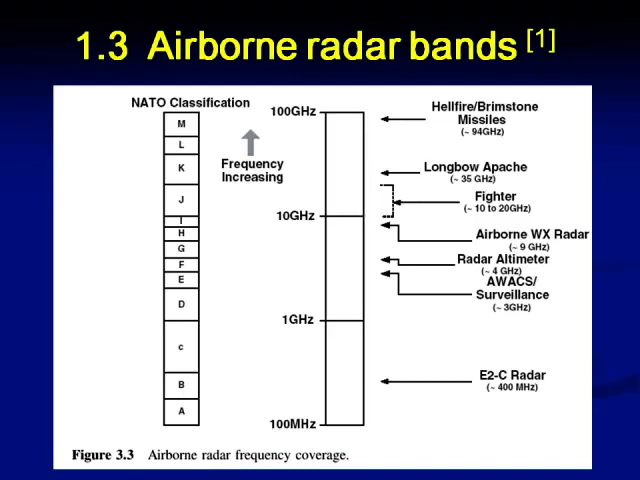 1.3 Airborne radar bands [1]
NATO Classification
M
L
K
J
I
H
G
F
E
D
c
B
A
Frequency
Increasing
100GHz
10GHz
1GHz
100MHz
Hellfire/Brimstone
Missiles
(~ 94GHz)
Longbow Apache
(~ 35 GHz)
Fighter
(~ 10 to 20GHz)
Airborne WX Radar
(~ 9 GHz)
Radar Altimeter
(~ 4 GHz)
AWACS/
Surveillance
(~ 3GHz)
E2-C Radar
(~ 400 MHz)
Figure 3.3 Airborne radar frequency coverage.